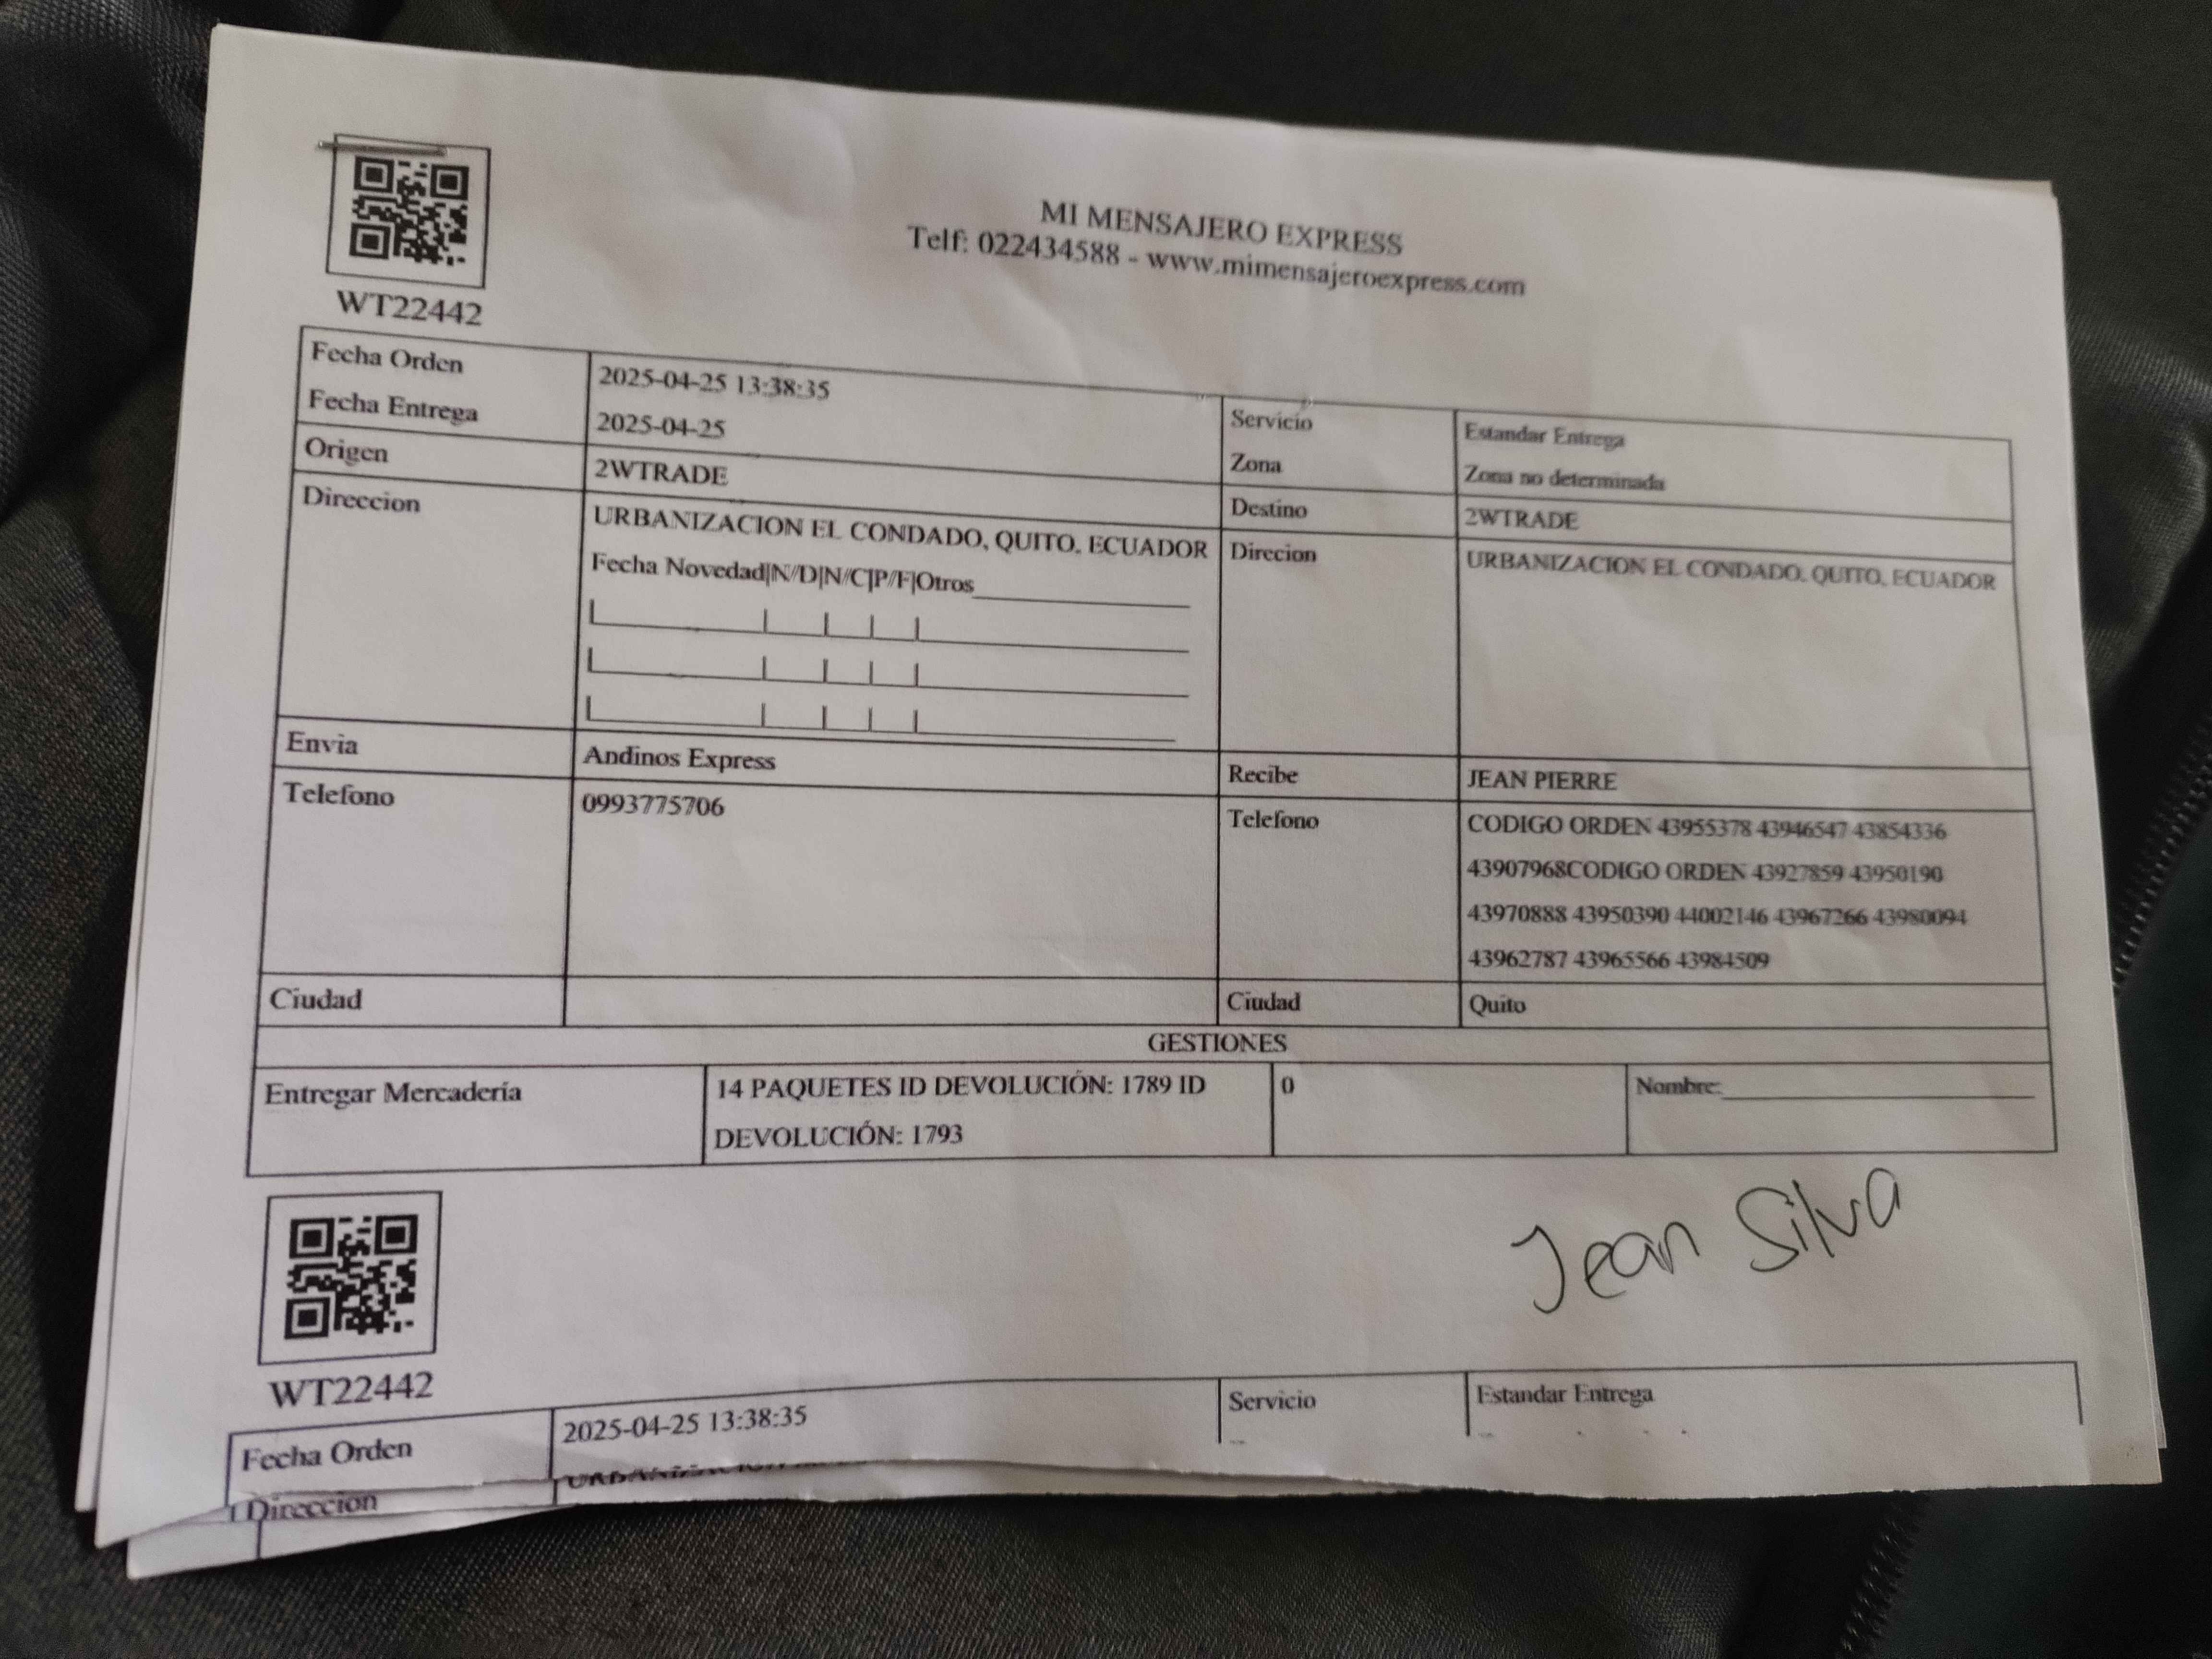 MI MENSAJERO EXPRESS
Telf: 022434588 - www.mimensajeroexpress.com
WT22442
Fecha Orden 2025-04-25 13:38:35 Servicio Estandar Entrega
Fecha Entrega 2025-04-25 Zona Zona no determinada
Origen 2WTRADE Destino 2WTRADE
Direccion URBANIZACION EL CONDADO, QUITO, ECUADOR Direcion URBANIZACION EL CONDADO, QUITO, ECUADOR
Fecha Novedad|N//D|N/C|P/F|Otros
Envia Andinos Express Recibe JEAN PIERRE
Telefono 0993775706 Telefono CODIGO ORDEN 43955378 43946547 43854336
43907968CODIGO ORDEN 43927859 43950190
43970888 43950390 44002146 43967266 43980094
43962787 43965566 43984509
Ciudad Ciudad Quito
GESTIONES
Entregar Mercadería 14 PAQUETES ID DEVOLUCIÓN: 1789 ID 0 Nombre:
DEVOLUCIÓN: 1793
Jean Silva
WT22442
Fecha Orden 2025-04-25 13:38:35 Servicio Estandar Entrega
Direccion